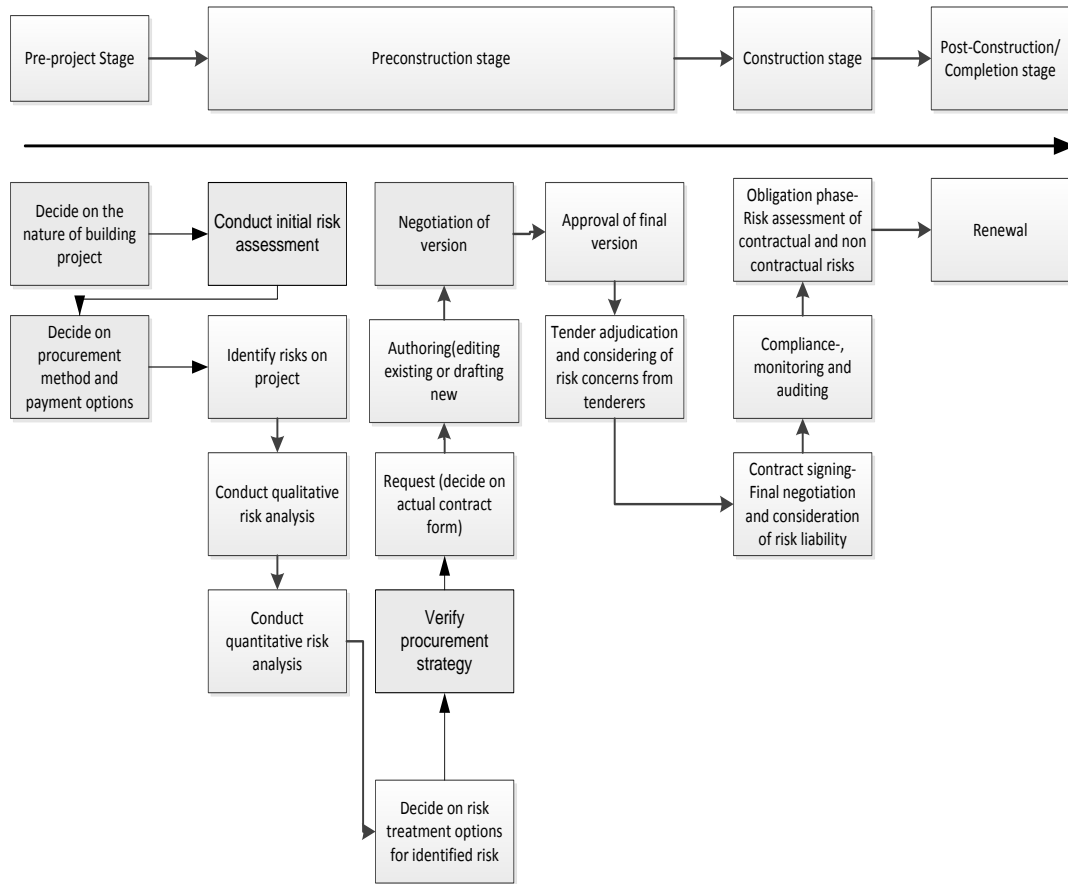 Pre-project Stage
Preconstruction stage
Construction stage
Post-Construction/
Completion stage
Decide on the
nature of building
project
Conduct initial risk
assessment
Negotiation of
version
Approval of final
version
Obligation phase-
Risk assessment of
contractual and non
contractual risks
Renewal
Decide on
procurement
method and
payment options
Identify risks on
project
Authoring(editing
existing or drafting
new
Tender adjudication
and considering of
risk concerns from
tenderers
Compliance-,
monitoring and
auditing
Conduct qualitative
risk analysis
Request (decide on
actual contract
form)
Contract signing-
Final negotiation
and consideration
of risk liability
Conduct
quantitative risk
analysis
Verify
procurement
strategy
Decide on risk
treatment options
for identified risk